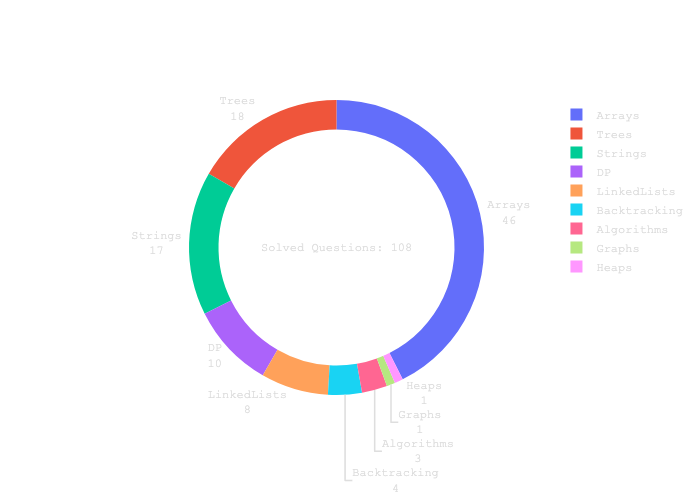 Trees
18
Arrays
46
Strings
17
Solved Questions: 108
DP
10
LinkedLists
8
Heaps
1
Graphs
1
Algorithms
3
Backtracking
4
Arrays
Trees
Strings
DP
LinkedLists
Backtracking
Algorithms
Graphs
Heaps